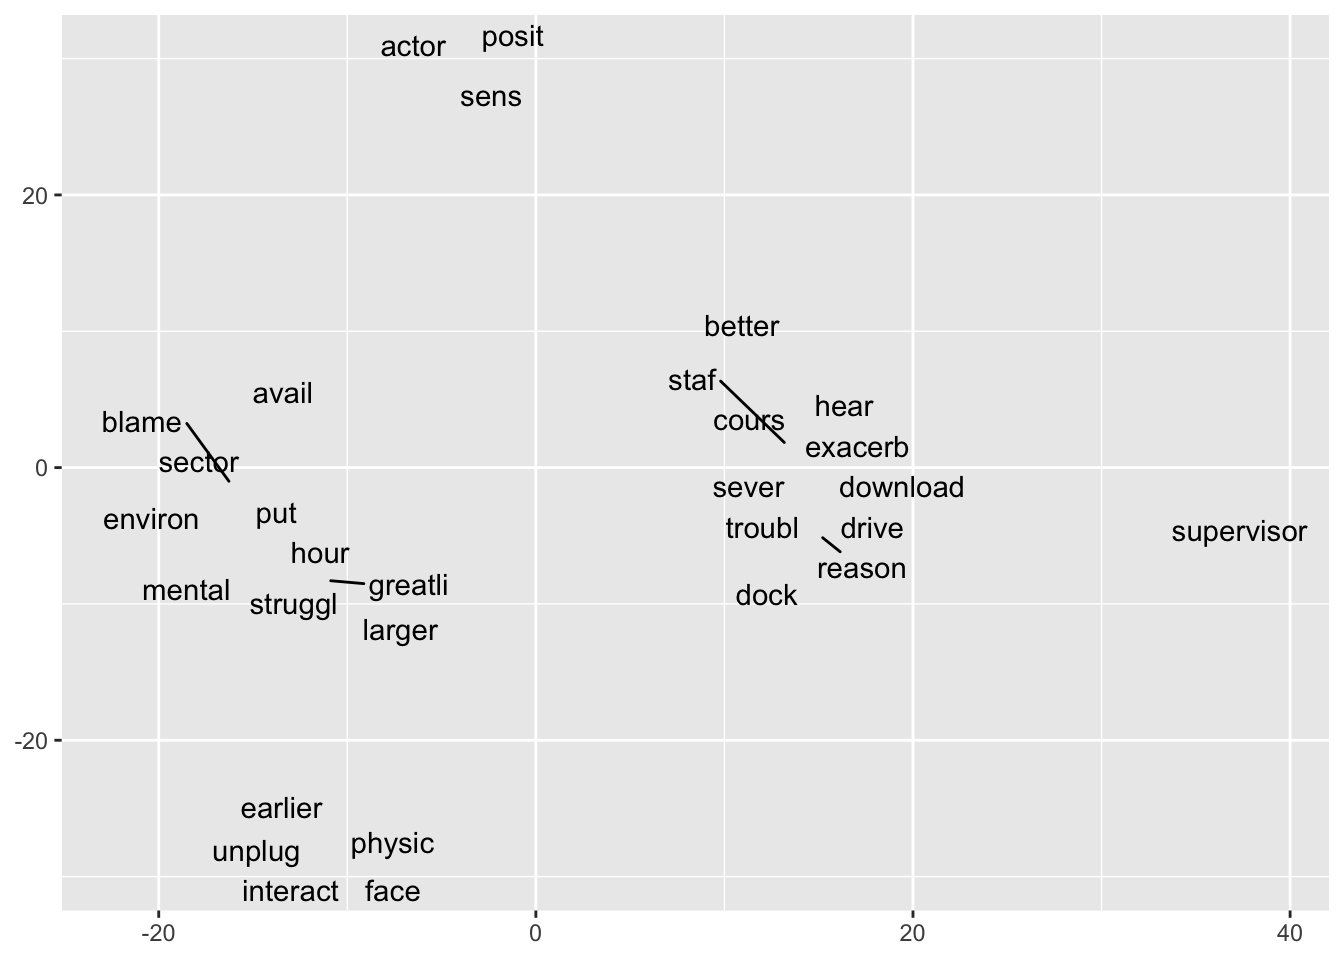 posit
actor
sens
20
better
staf
avail
hear
blame
cours
exacerb
sector
0
sever
download
put
environ
troubl
drive
supervisor
hour
reason
greatli
mental
dock
struggl
larger
-20
earlier
physic
unplug
interact
face
-20
0
20
40